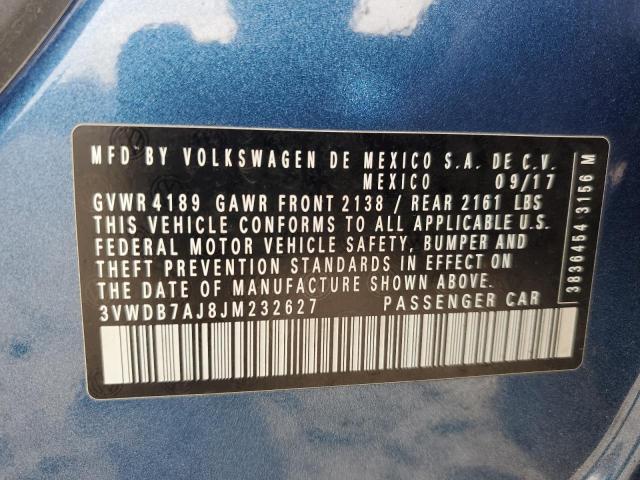 MFD BY VOLKSWAGEN DE MEXICO S.A. DE C.V.
MEXICO 09/17
GVWR 4189 GAWR FRONT 2138 / REAR 2161 LBS
THIS VEHICLE CONFORMS TO ALL APPLICABLE U.S.
FEDERAL MOTOR VEHICLE SAFETY, BUMPER AND
THEFT PREVENTION STANDARDS IN EFFECT ON
THE DATE OF MANUFACTURE SHOWN ABOVE.
3VWDB7AJ8JM232627 PASSENGER CAR
3836454 3156 M